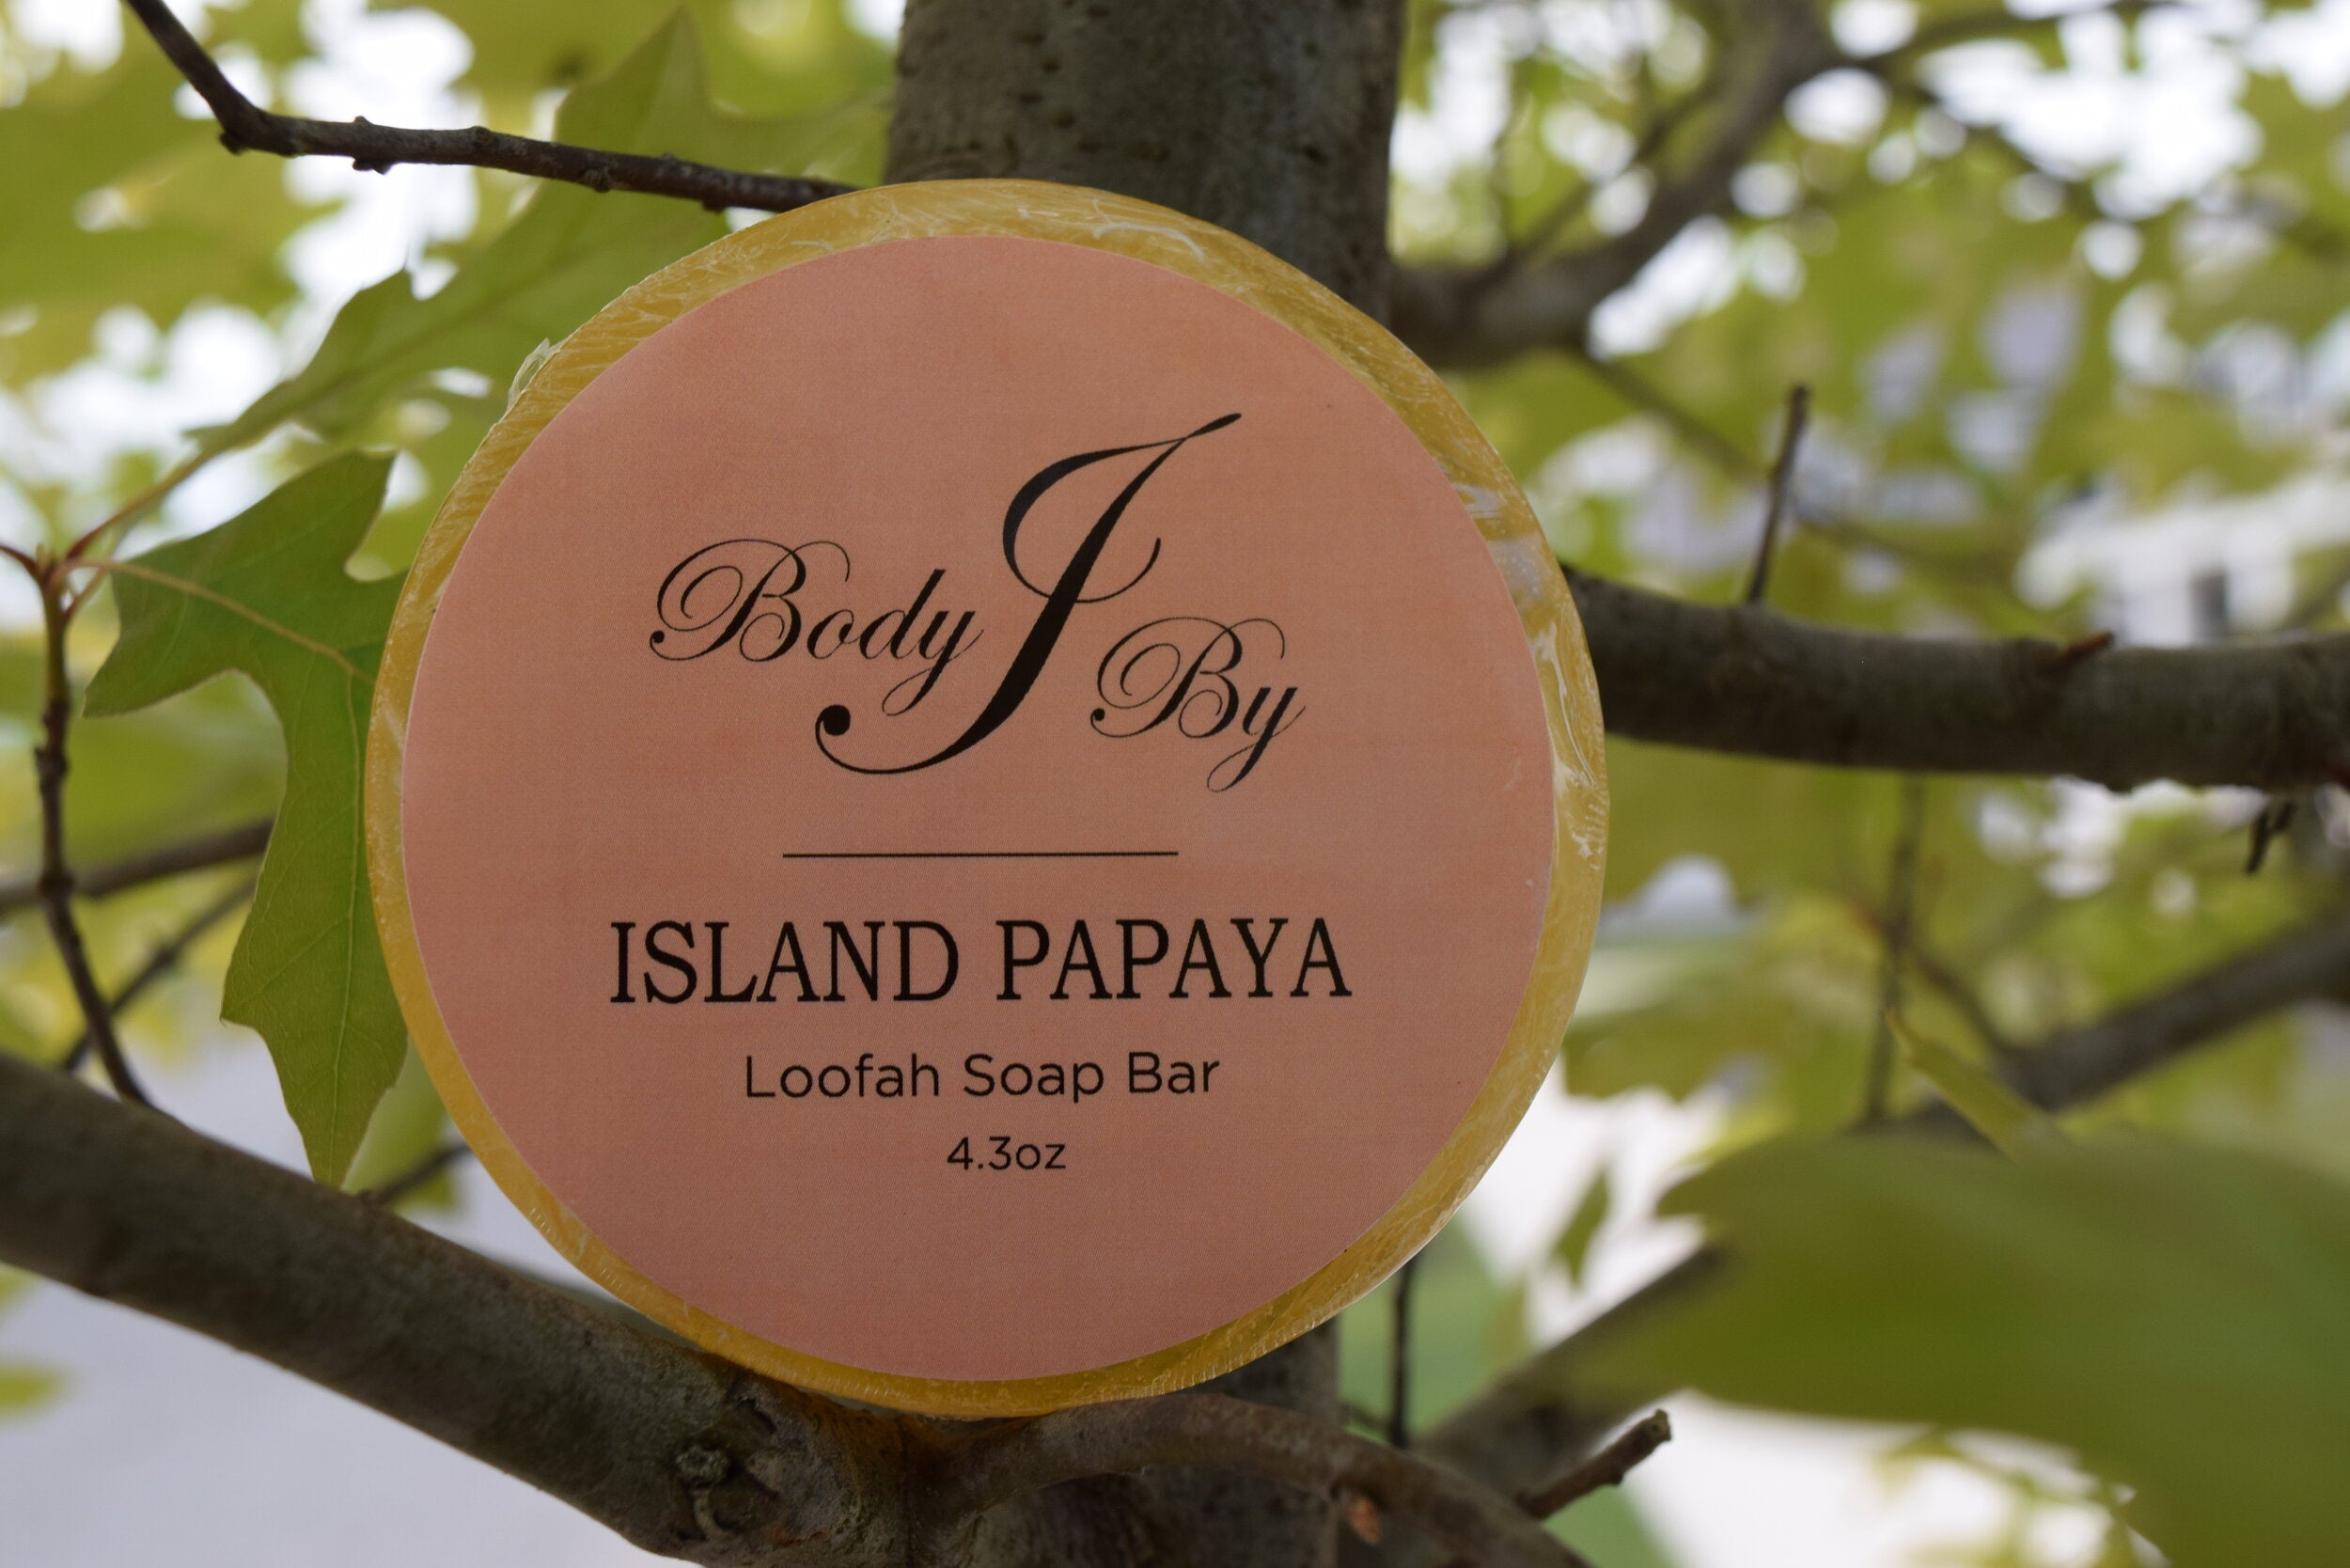 Body J By
ISLAND PAPAYA
Loofah Soap Bar
4.3oz